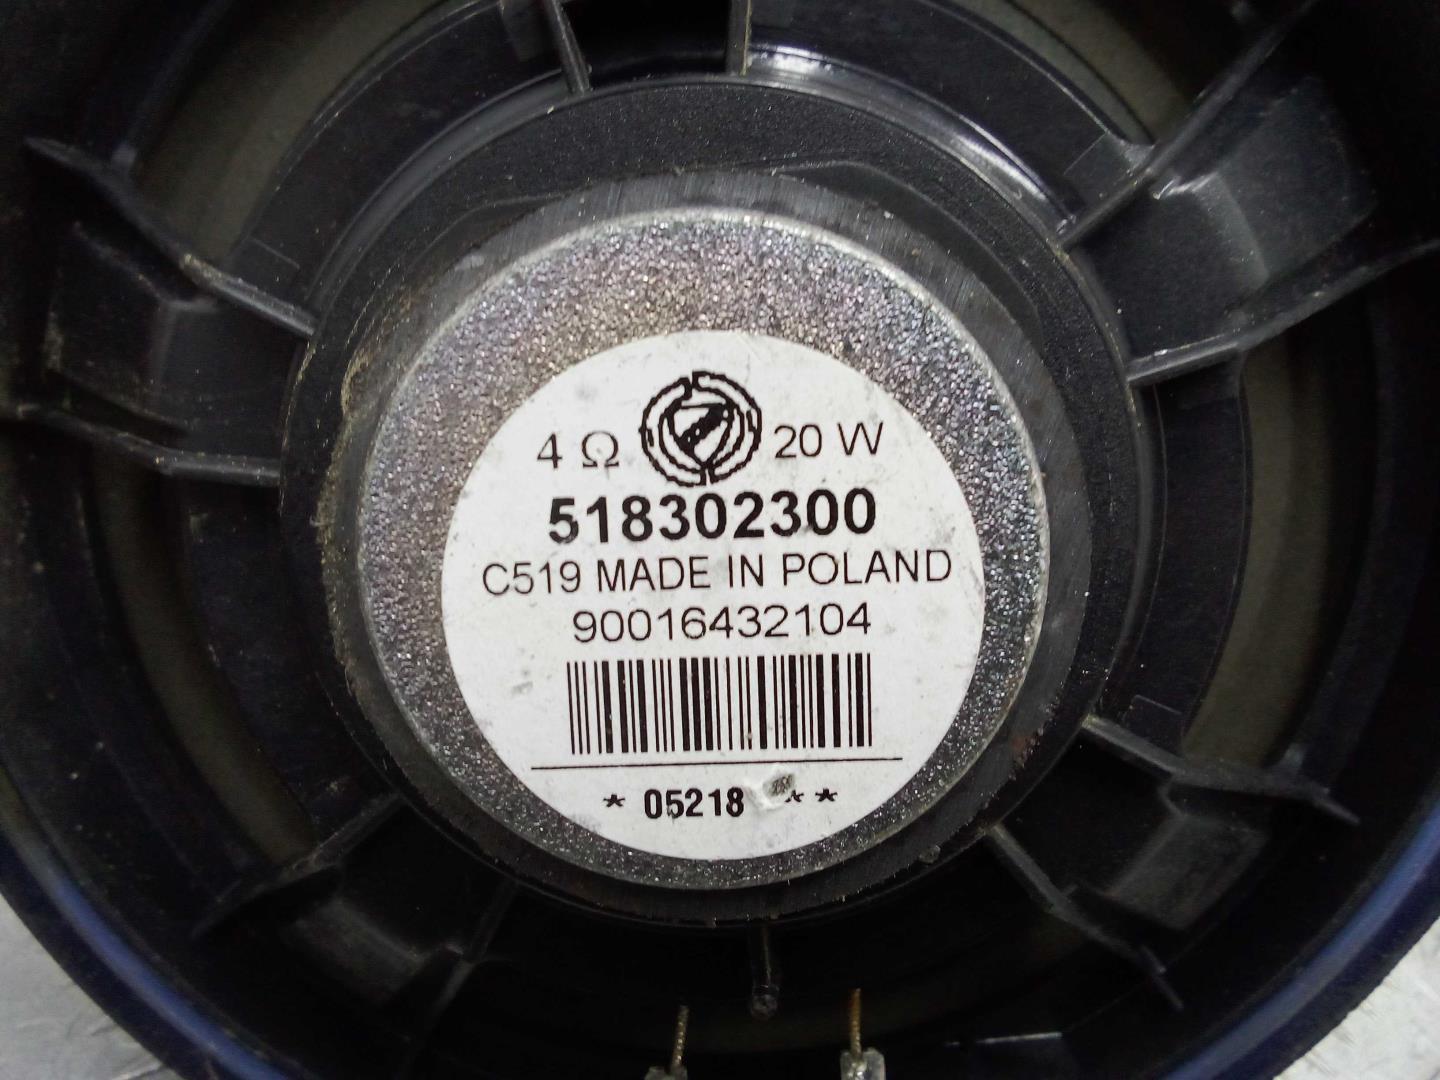 4 Ω 20 W
518302300
C519 MADE IN POLAND
90016432104
* 05218 * *